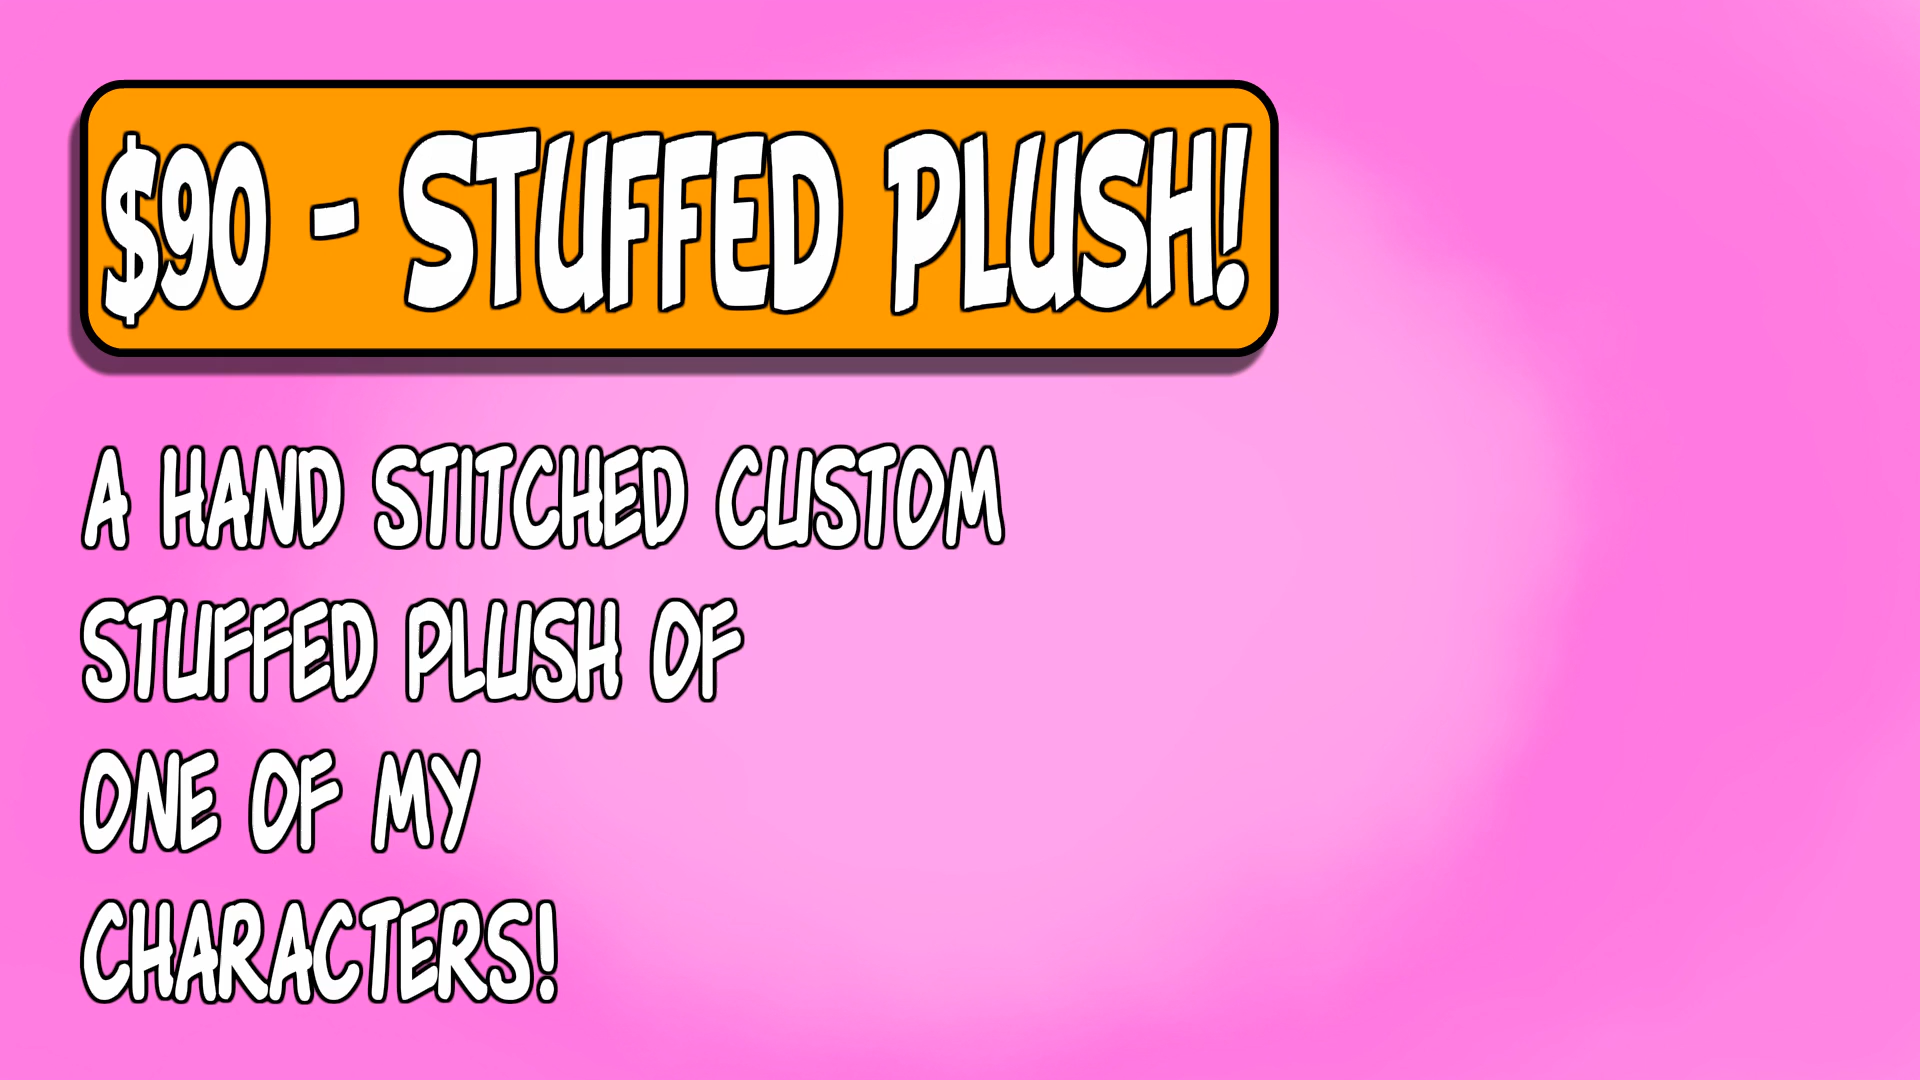 $90 - STUFFED PLUSH!
A HAND STITCHED CUSTOM
STUFFED PLUSH OF
ONE OF MY
CHARACTERS!